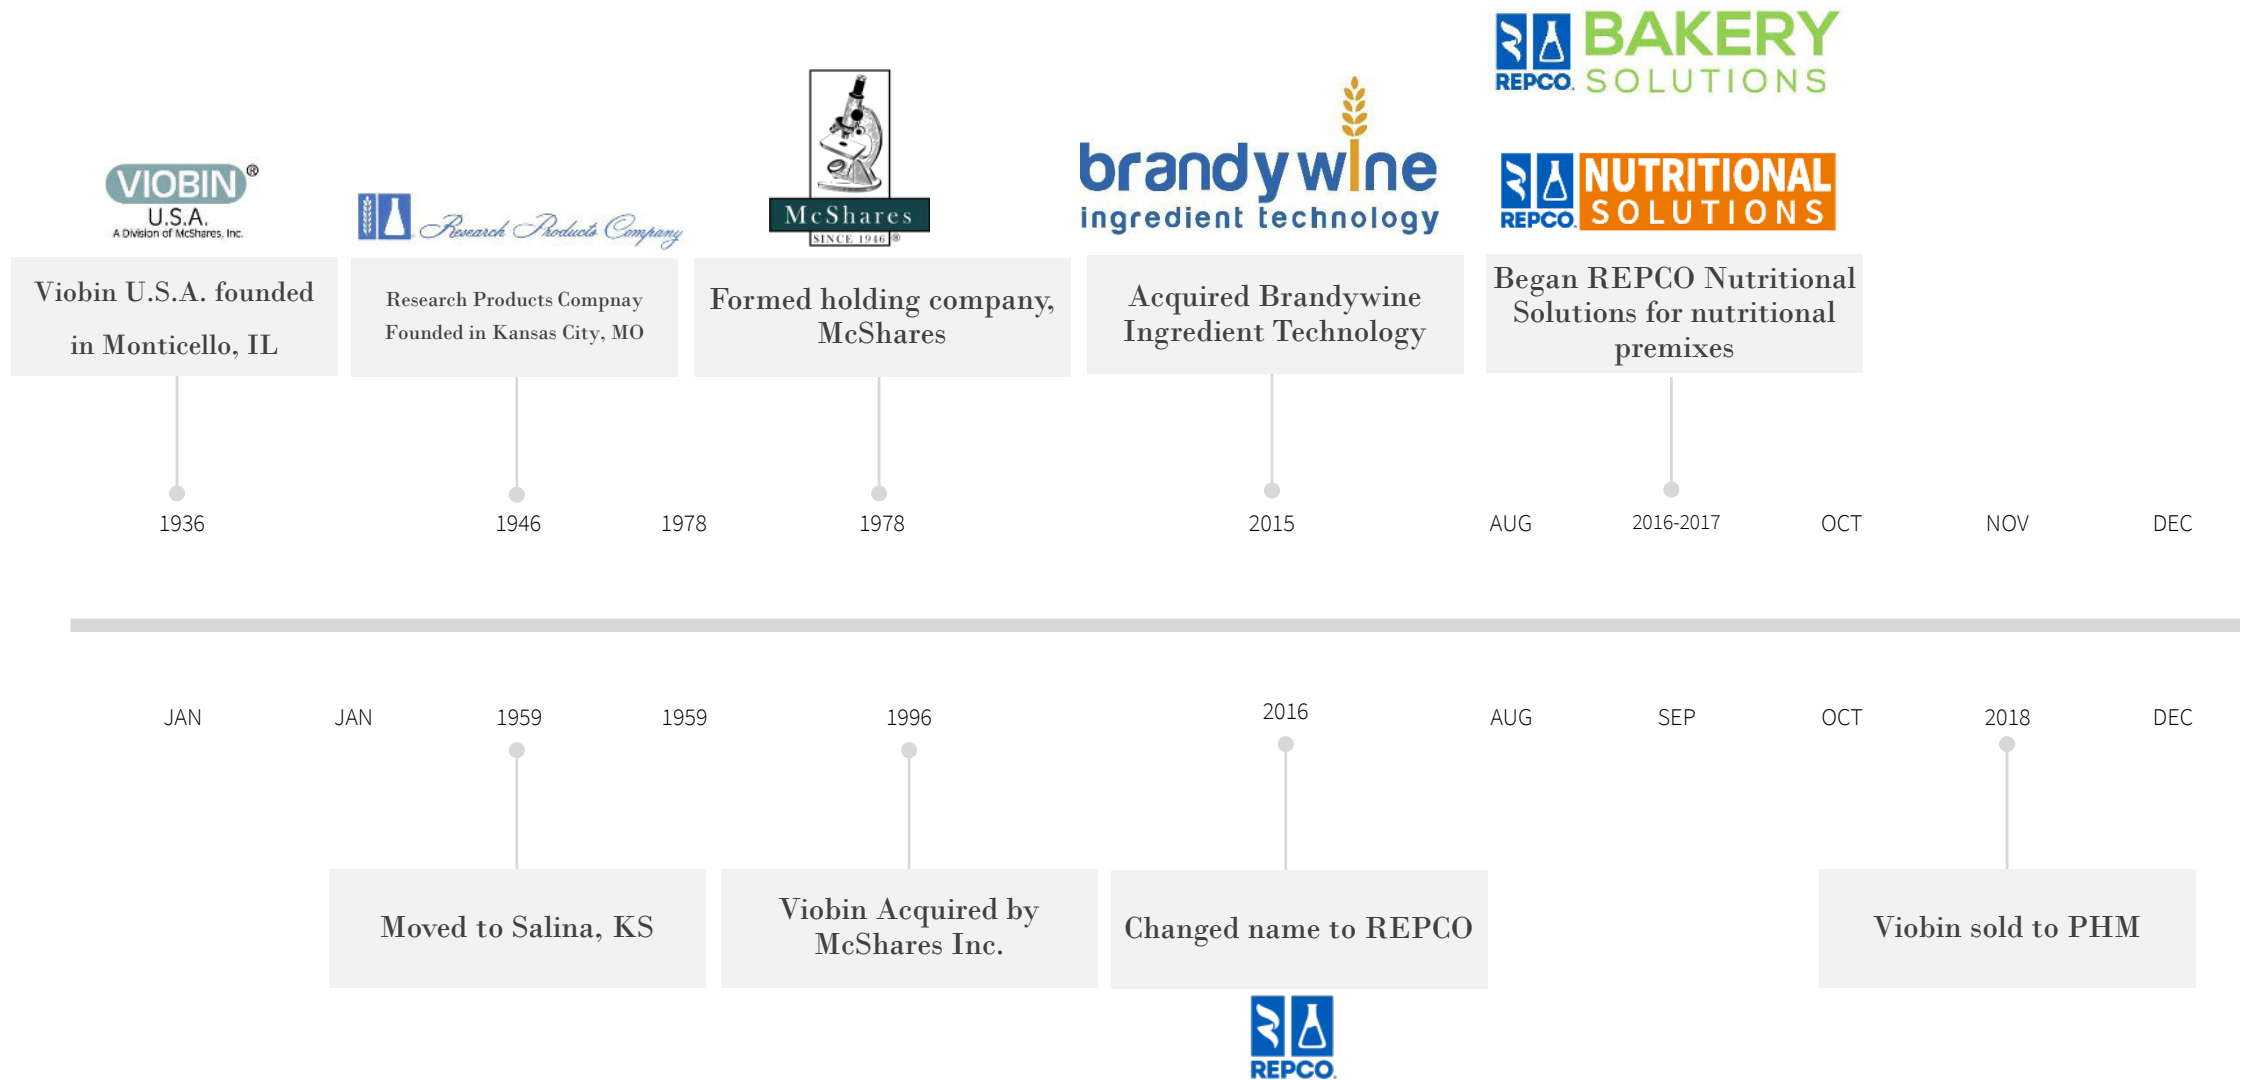 BAKERY
SOLUTIONS
REPCO.
NUTRITIONAL
SOLUTIONS
REPCO.
VIOBIN®
U.S.A.
A Division of McShares, Inc.
Research Products Company
McShares
SINCE 1946 ®
brandywine
ingredient technology
Viobin U.S.A. founded
in Monticello, IL
Research Products Compnay
Founded in Kansas City, MO
Formed holding company,
McShares
Acquired Brandywine
Ingredient Technology
Began REPCO Nutritional
Solutions for nutritional
premixes
1936 1946 1978 1978 2015 AUG 2016-2017 OCT NOV DEC
JAN JAN 1959 1959 1996 2016 AUG SEP OCT 2018 DEC
Moved to Salina, KS
Viobin Acquired by
McShares Inc.
Changed name to REPCO
Viobin sold to PHM
REPCO.